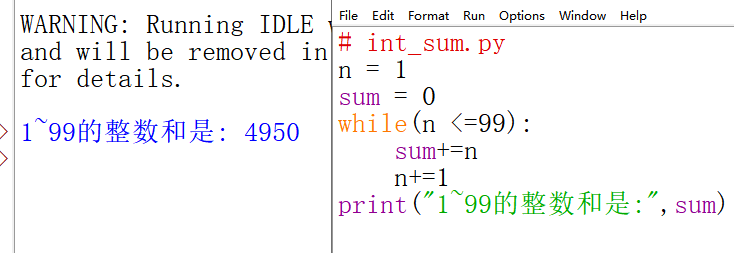 WARNING: Running IDLE
and will be removed in
for details.
1~99的整数和是: 4950
File Edit Format Run Options Window Help
# int_sum.py
n = 1
sum = 0
while(n <=99):
    sum+=n
    n+=1
print("1~99的整数和是:",sum)